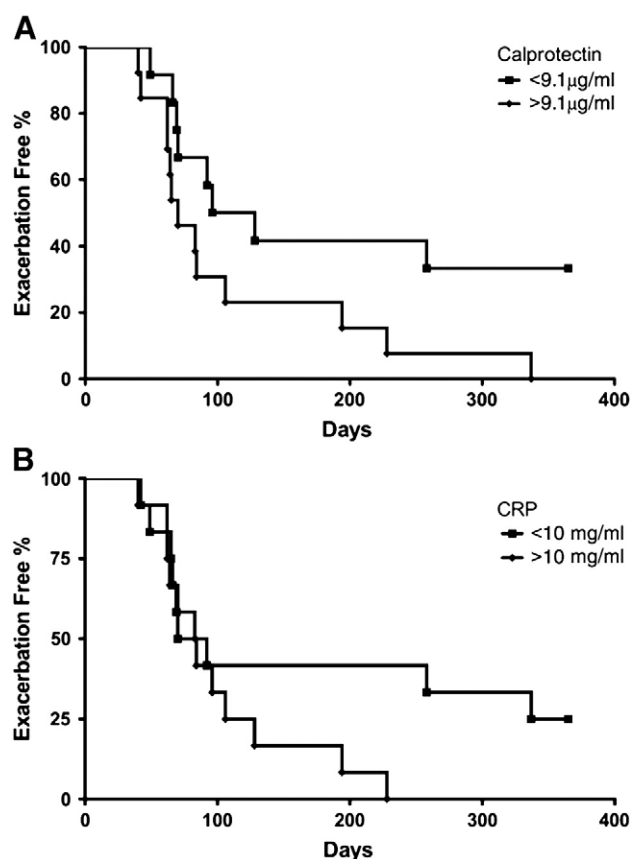 A
100
80
60
40
20
0
Exacerbation Free %
Calprotectin
<9.1µg/ml
>9.1µg/ml
0 100 200 300 400
Days
B
100
75
50
25
0
Exacerbation Free %
CRP
<10 mg/ml
>10 mg/ml
0 100 200 300 400
Days